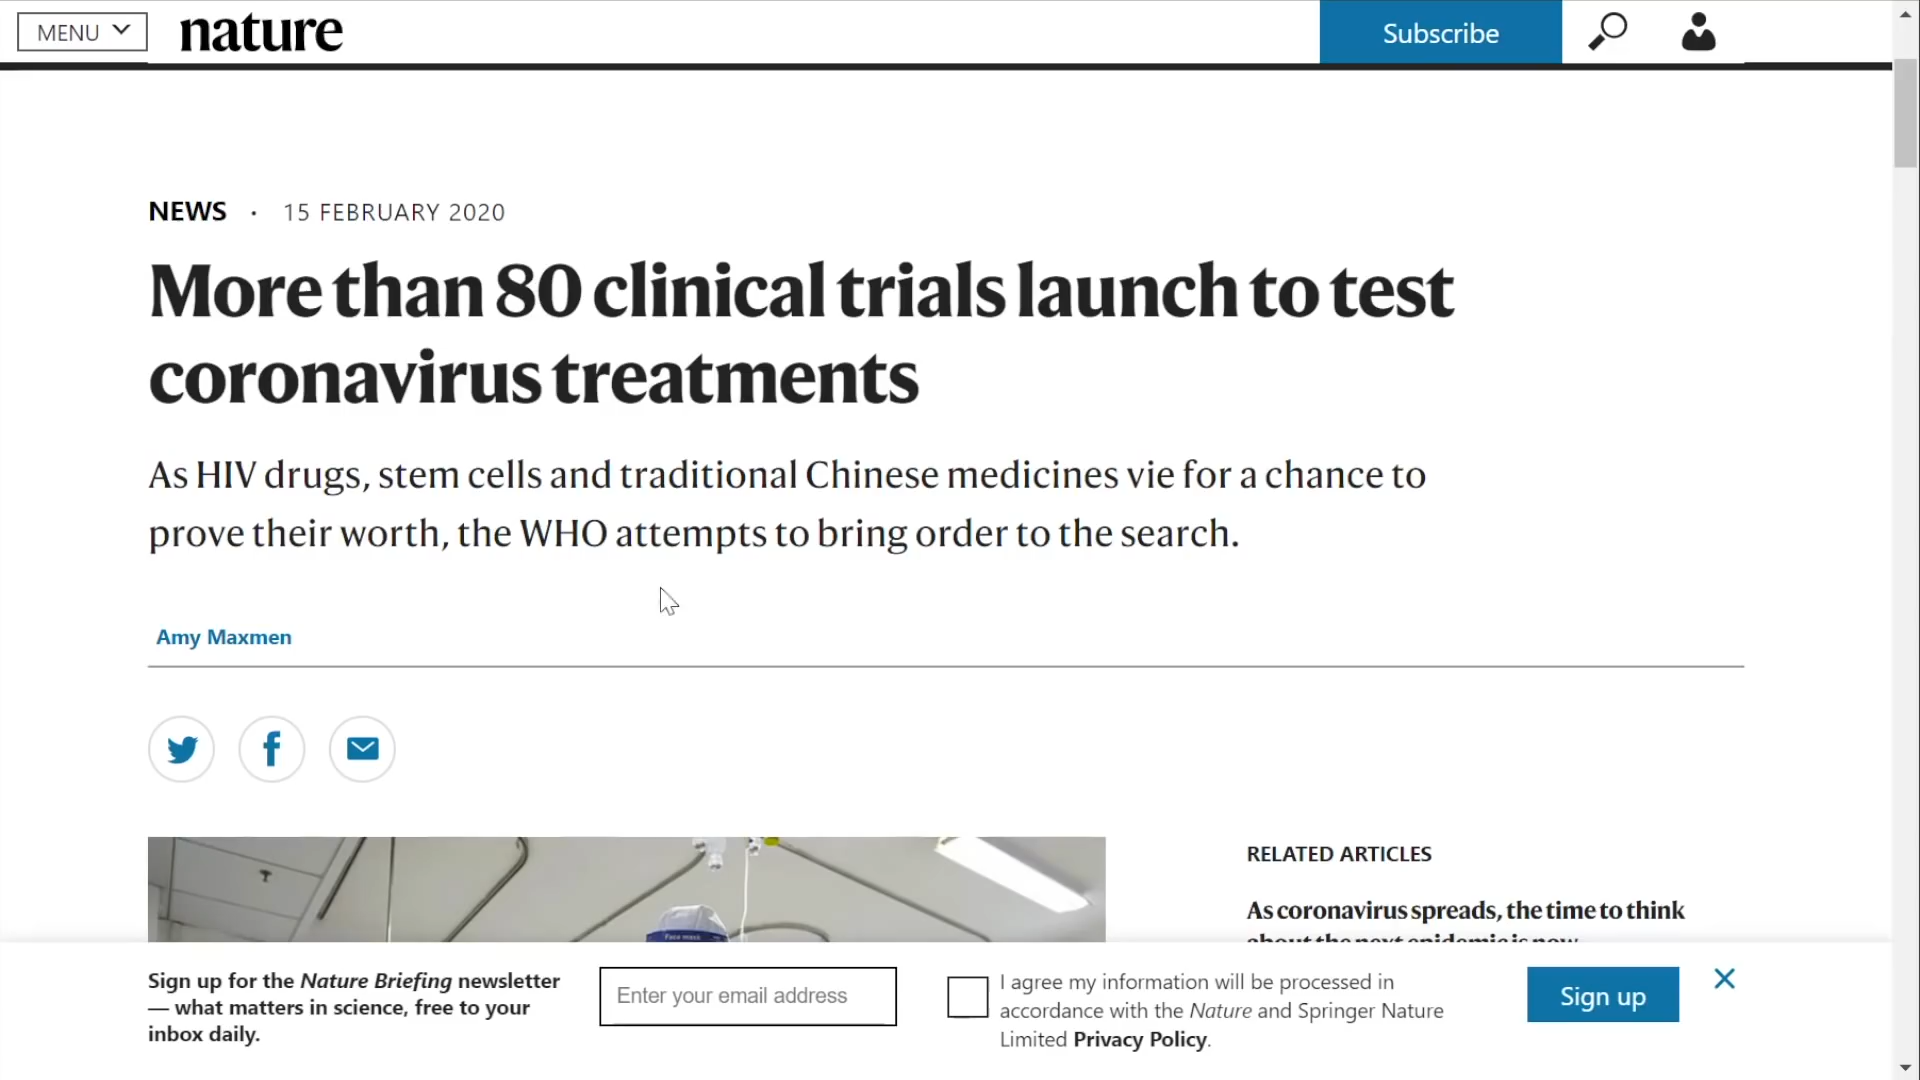 MENU
nature
Subscribe
NEWS · 15 FEBRUARY 2020
More than 80 clinical trials launch to test
coronavirus treatments
As HIV drugs, stem cells and traditional Chinese medicines vie for a chance to
prove their worth, the WHO attempts to bring order to the search.
Amy Maxmen
RELATED ARTICLES
As coronavirus spreads, the time to think
about the next epidemic is now
Sign up for the Nature Briefing newsletter
— what matters in science, free to your
inbox daily.
Enter your email address
I agree my information will be processed in
accordance with the Nature and Springer Nature
Limited Privacy Policy.
Sign up